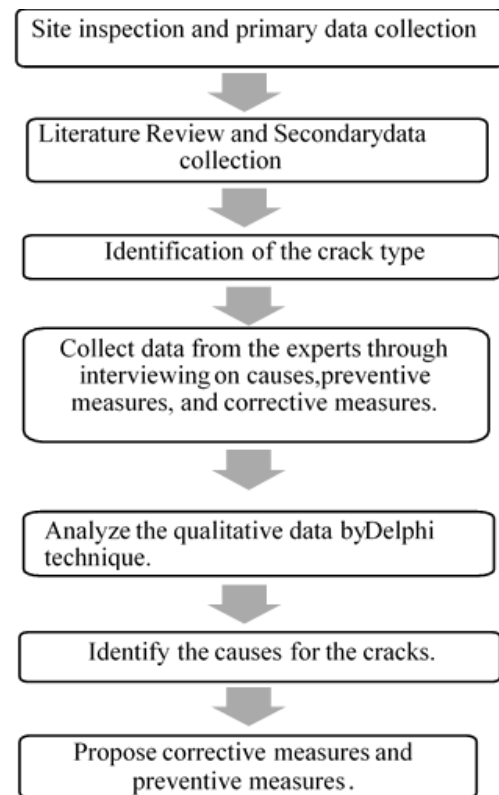 Site inspection and primary data collection
Literature Review and Secondarydata
collection
Identification of the crack type
Collect data from the experts through
interviewing on causes,preventive
measures, and corrective measures.
Analyze the qualitative data byDelphi
technique.
Identify the causes for the cracks.
Propose corrective measures and
preventive measures .